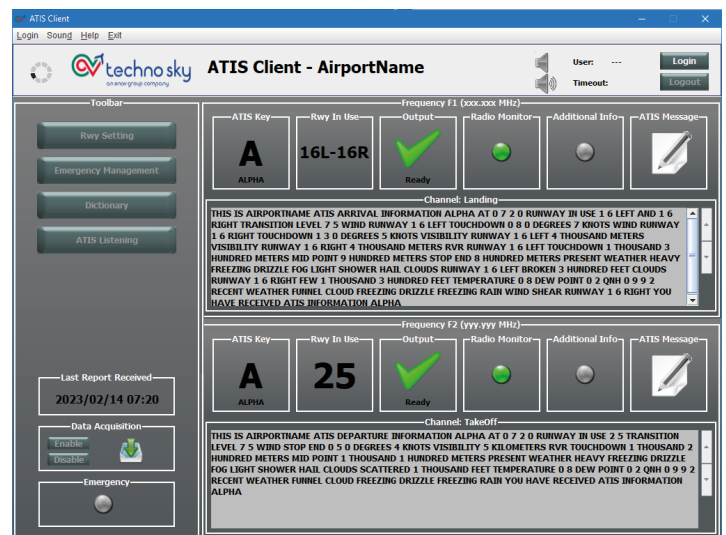 ATIS Client
Login Sound Help Exit
techno sky
an enav group company
ATIS Client - AirportName
User: ---
Timeout:
Login
Logout
Toolbar
Rwy Setting
Emergency Management
Dictionary
ATIS Listening
Last Report Received
2023/02/14 07:20
Data Acquisition
Enable
Disable
Emergency
Frequency F1 (xxx.xxx MHz)
ATIS Key
Rwy In Use
Output
Radio Monitor
Additional Info
ATIS Message
A
ALPHA
16L-16R
Ready
Channel: Landing
THIS IS AIRPORTNAME ATIS ARRIVAL INFORMATION ALPHA AT 0 7 2 0 RUNWAY IN USE 1 6 LEFT AND 1 6
RIGHT TRANSITION LEVEL 7 5 WIND RUNWAY 1 6 LEFT TOUCHDOWN 0 8 0 DEGREES 7 KNOTS WIND RUNWAY
1 6 RIGHT TOUCHDOWN 1 3 0 DEGREES 5 KNOTS VISIBILITY RUNWAY 1 6 LEFT 4 THOUSAND METERS
VISIBILITY RUNWAY 1 6 RIGHT 4 THOUSAND METERS RVR RUNWAY 1 6 LEFT TOUCHDOWN 1 THOUSAND 3
HUNDRED METERS MID POINT 9 HUNDRED METERS STOP END 8 HUNDRED METERS PRESENT WEATHER HEAVY
FREEZING DRIZZLE FOG LIGHT SHOWER HAIL CLOUDS RUNWAY 1 6 LEFT BROKEN 3 HUNDRED FEET CLOUDS
RUNWAY 1 6 RIGHT FEW 1 THOUSAND 3 HUNDRED FEET TEMPERATURE 0 8 DEW POINT 0 2 QNH 0 9 9 2
RECENT WEATHER FUNNEL CLOUD FREEZING DRIZZLE FREEZING RAIN WIND SHEAR RUNWAY 1 6 RIGHT YOU
HAVE RECEIVED ATIS INFORMATION ALPHA
Frequency F2 (yyy.yyy MHz)
ATIS Key
Rwy In Use
Output
Radio Monitor
Additional Info
ATIS Message
A
ALPHA
25
Ready
Channel: TakeOff
THIS IS AIRPORTNAME ATIS DEPARTURE INFORMATION ALPHA AT 0 7 2 0 RUNWAY IN USE 2 5 TRANSITION
LEVEL 7 5 WIND STOP END 0 5 0 DEGREES 4 KNOTS VISIBILITY 5 KILOMETERS RVR TOUCHDOWN 1 THOUSAND 2
HUNDRED METERS MID POINT 1 THOUSAND 1 HUNDRED METERS PRESENT WEATHER HEAVY FREEZING DRIZZLE
FOG LIGHT SHOWER HAIL CLOUDS SCATTERED 1 THOUSAND FEET TEMPERATURE 0 8 DEW POINT 0 2 QNH 0 9 9 2
RECENT WEATHER FUNNEL CLOUD FREEZING DRIZZLE FREEZING RAIN YOU HAVE RECEIVED ATIS INFORMATION
ALPHA